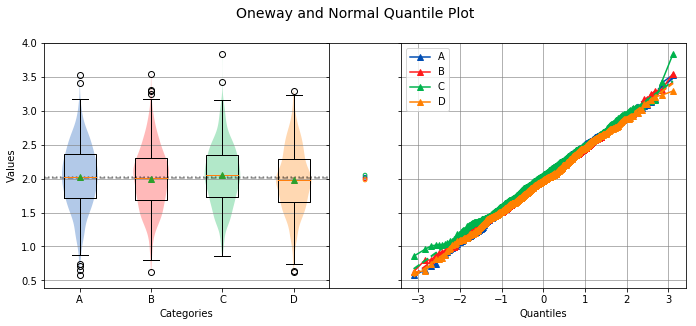 Oneway and Normal Quantile Plot
Values
4.0
3.5
3.0
2.5
2.0
1.5
1.0
0.5
A B C D
Categories
A
B
C
D
−3 −2 −1 0 1 2 3
Quantiles